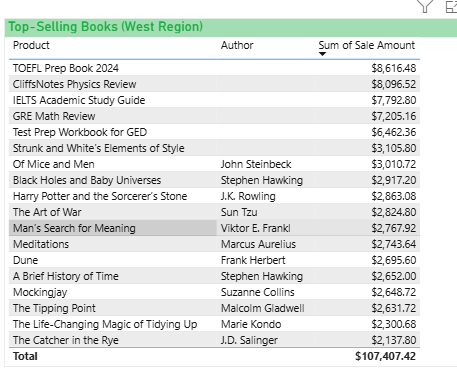 Top-Selling Books (West Region)
Product Author Sum of Sale Amount
TOEFL Prep Book 2024 $8,616.48
CliffsNotes Physics Review $8,096.52
IELTS Academic Study Guide $7,792.80
GRE Math Review $7,205.16
Test Prep Workbook for GED $6,462.36
Strunk and White's Elements of Style $3,105.80
Of Mice and Men John Steinbeck $3,010.72
Black Holes and Baby Universes Stephen Hawking $2,917.20
Harry Potter and the Sorcerer's Stone J.K. Rowling $2,863.08
The Art of War Sun Tzu $2,824.80
Man's Search for Meaning Viktor E. Frankl $2,767.92
Meditations Marcus Aurelius $2,743.64
Dune Frank Herbert $2,695.60
A Brief History of Time Stephen Hawking $2,652.00
Mockingjay Suzanne Collins $2,648.72
The Tipping Point Malcolm Gladwell $2,631.72
The Life-Changing Magic of Tidying Up Marie Kondo $2,300.68
The Catcher in the Rye J.D. Salinger $2,137.80
Total $107,407.42